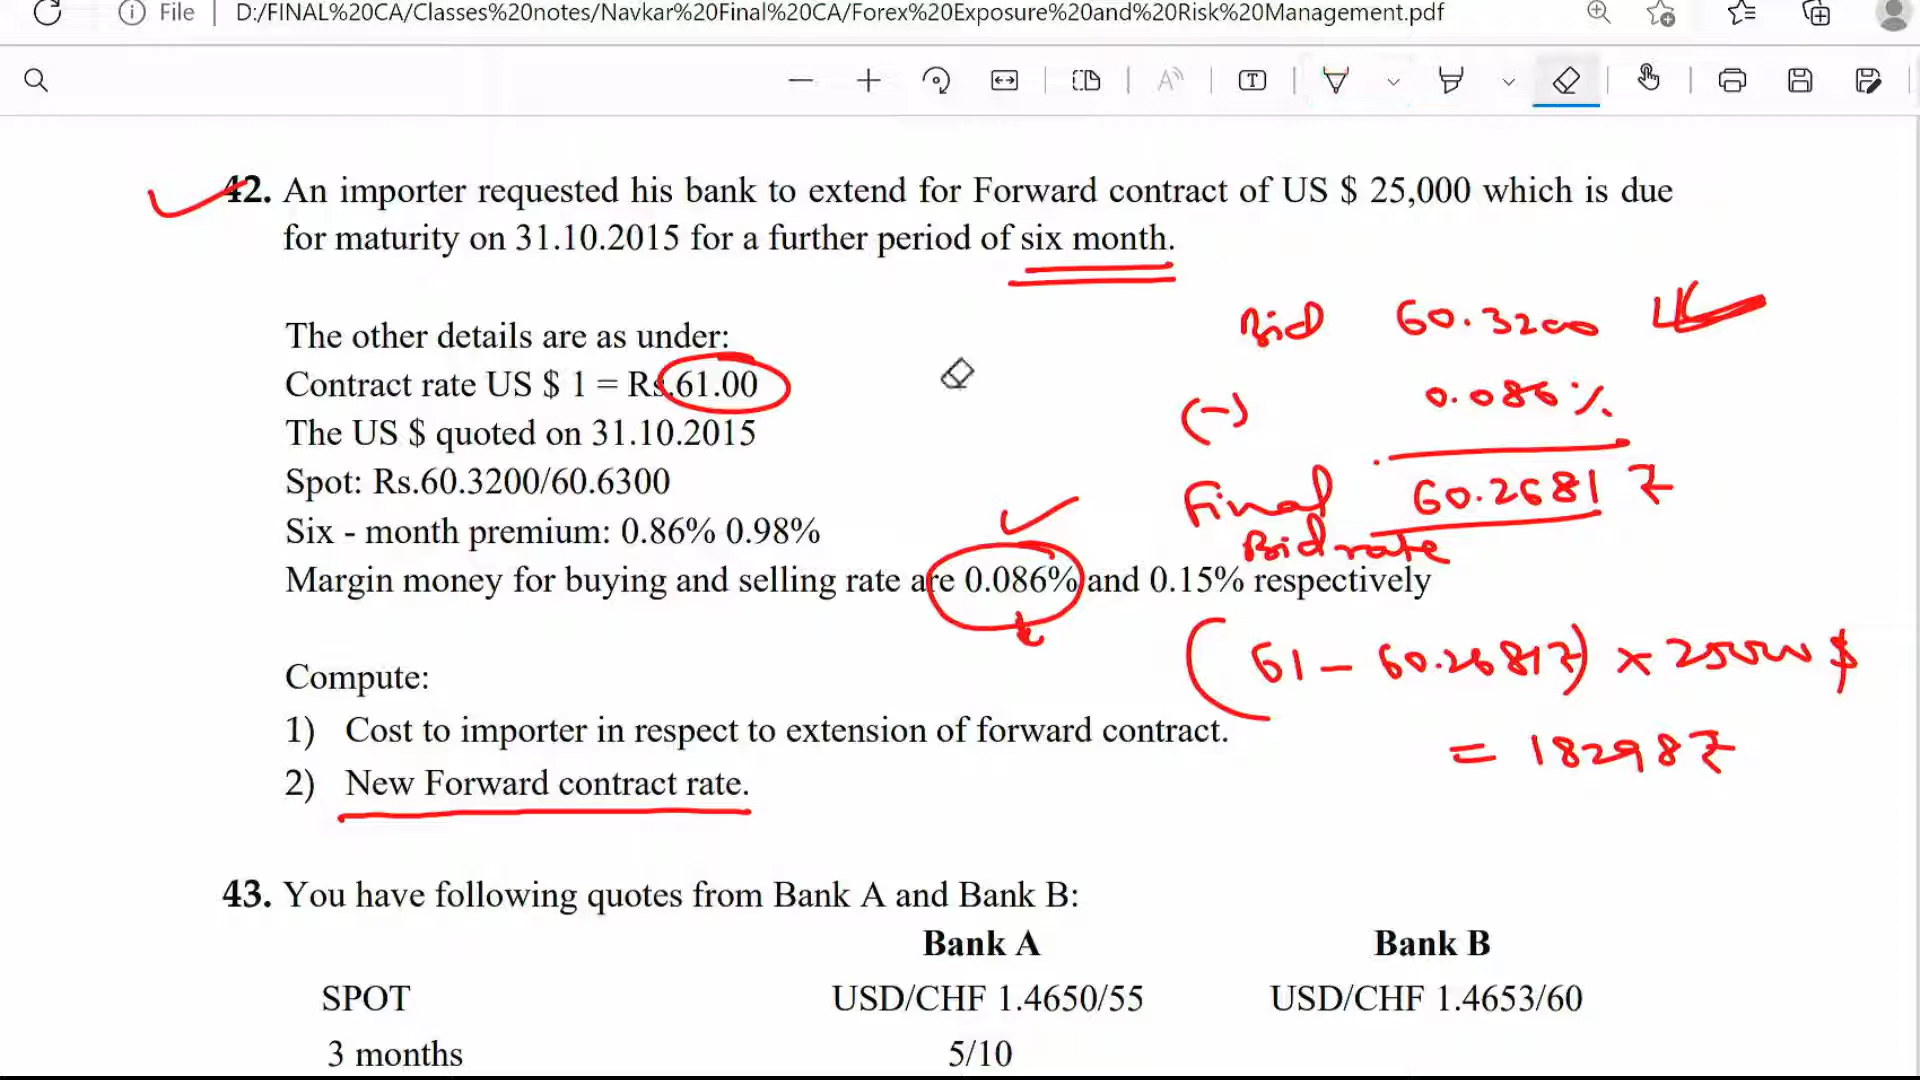 File D:/FINAL%20CA/Classes%20notes/Navkar%20Final%20CA/Forex%20Exposure%20and%20Risk%20Management.pdf
42. An importer requested his bank to extend for Forward contract of US $ 25,000 which is due
for maturity on 31.10.2015 for a further period of six month.
Bid 60.3200
The other details are as under:
Contract rate US $ 1 = Rs.61.00
(-) 0.086%
The US $ quoted on 31.10.2015
Spot: Rs.60.3200/60.6300
Final 60.2681 ₹
Bid rate
Six - month premium: 0.86% 0.98%
Margin money for buying and selling rate are 0.086% and 0.15% respectively
(61 - 60.2681₹) × 25000 $
Compute:
1) Cost to importer in respect to extension of forward contract.
= 18298 ₹
2) New Forward contract rate.
43. You have following quotes from Bank A and Bank B:
Bank A Bank B
SPOT USD/CHF 1.4650/55 USD/CHF 1.4653/60
3 months 5/10